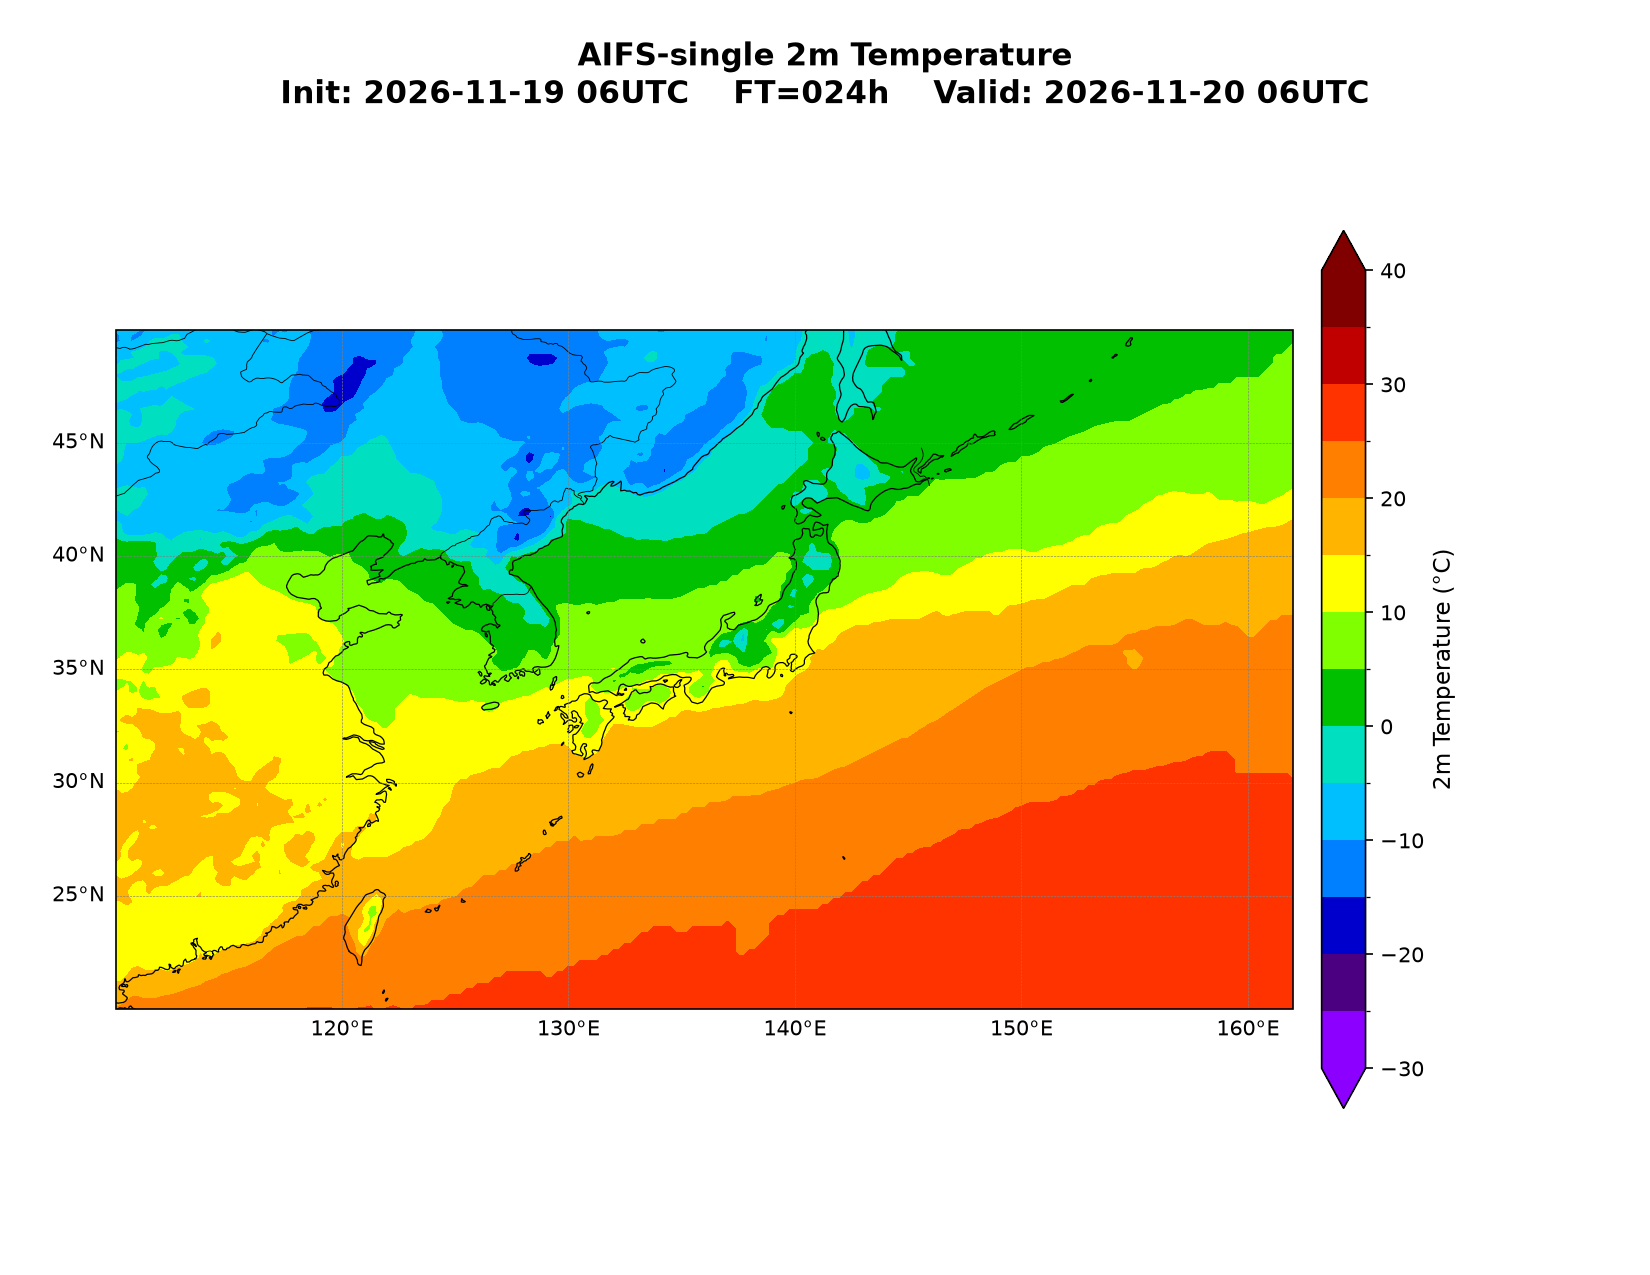 AIFS-single 2m Temperature
Init: 2026-11-19 06UTC    FT=024h    Valid: 2026-11-20 06UTC
45°N
40°N
35°N
30°N
25°N
120°E
130°E
140°E
150°E
160°E
40
30
20
10
0
−10
−20
−30
2m Temperature (°C)